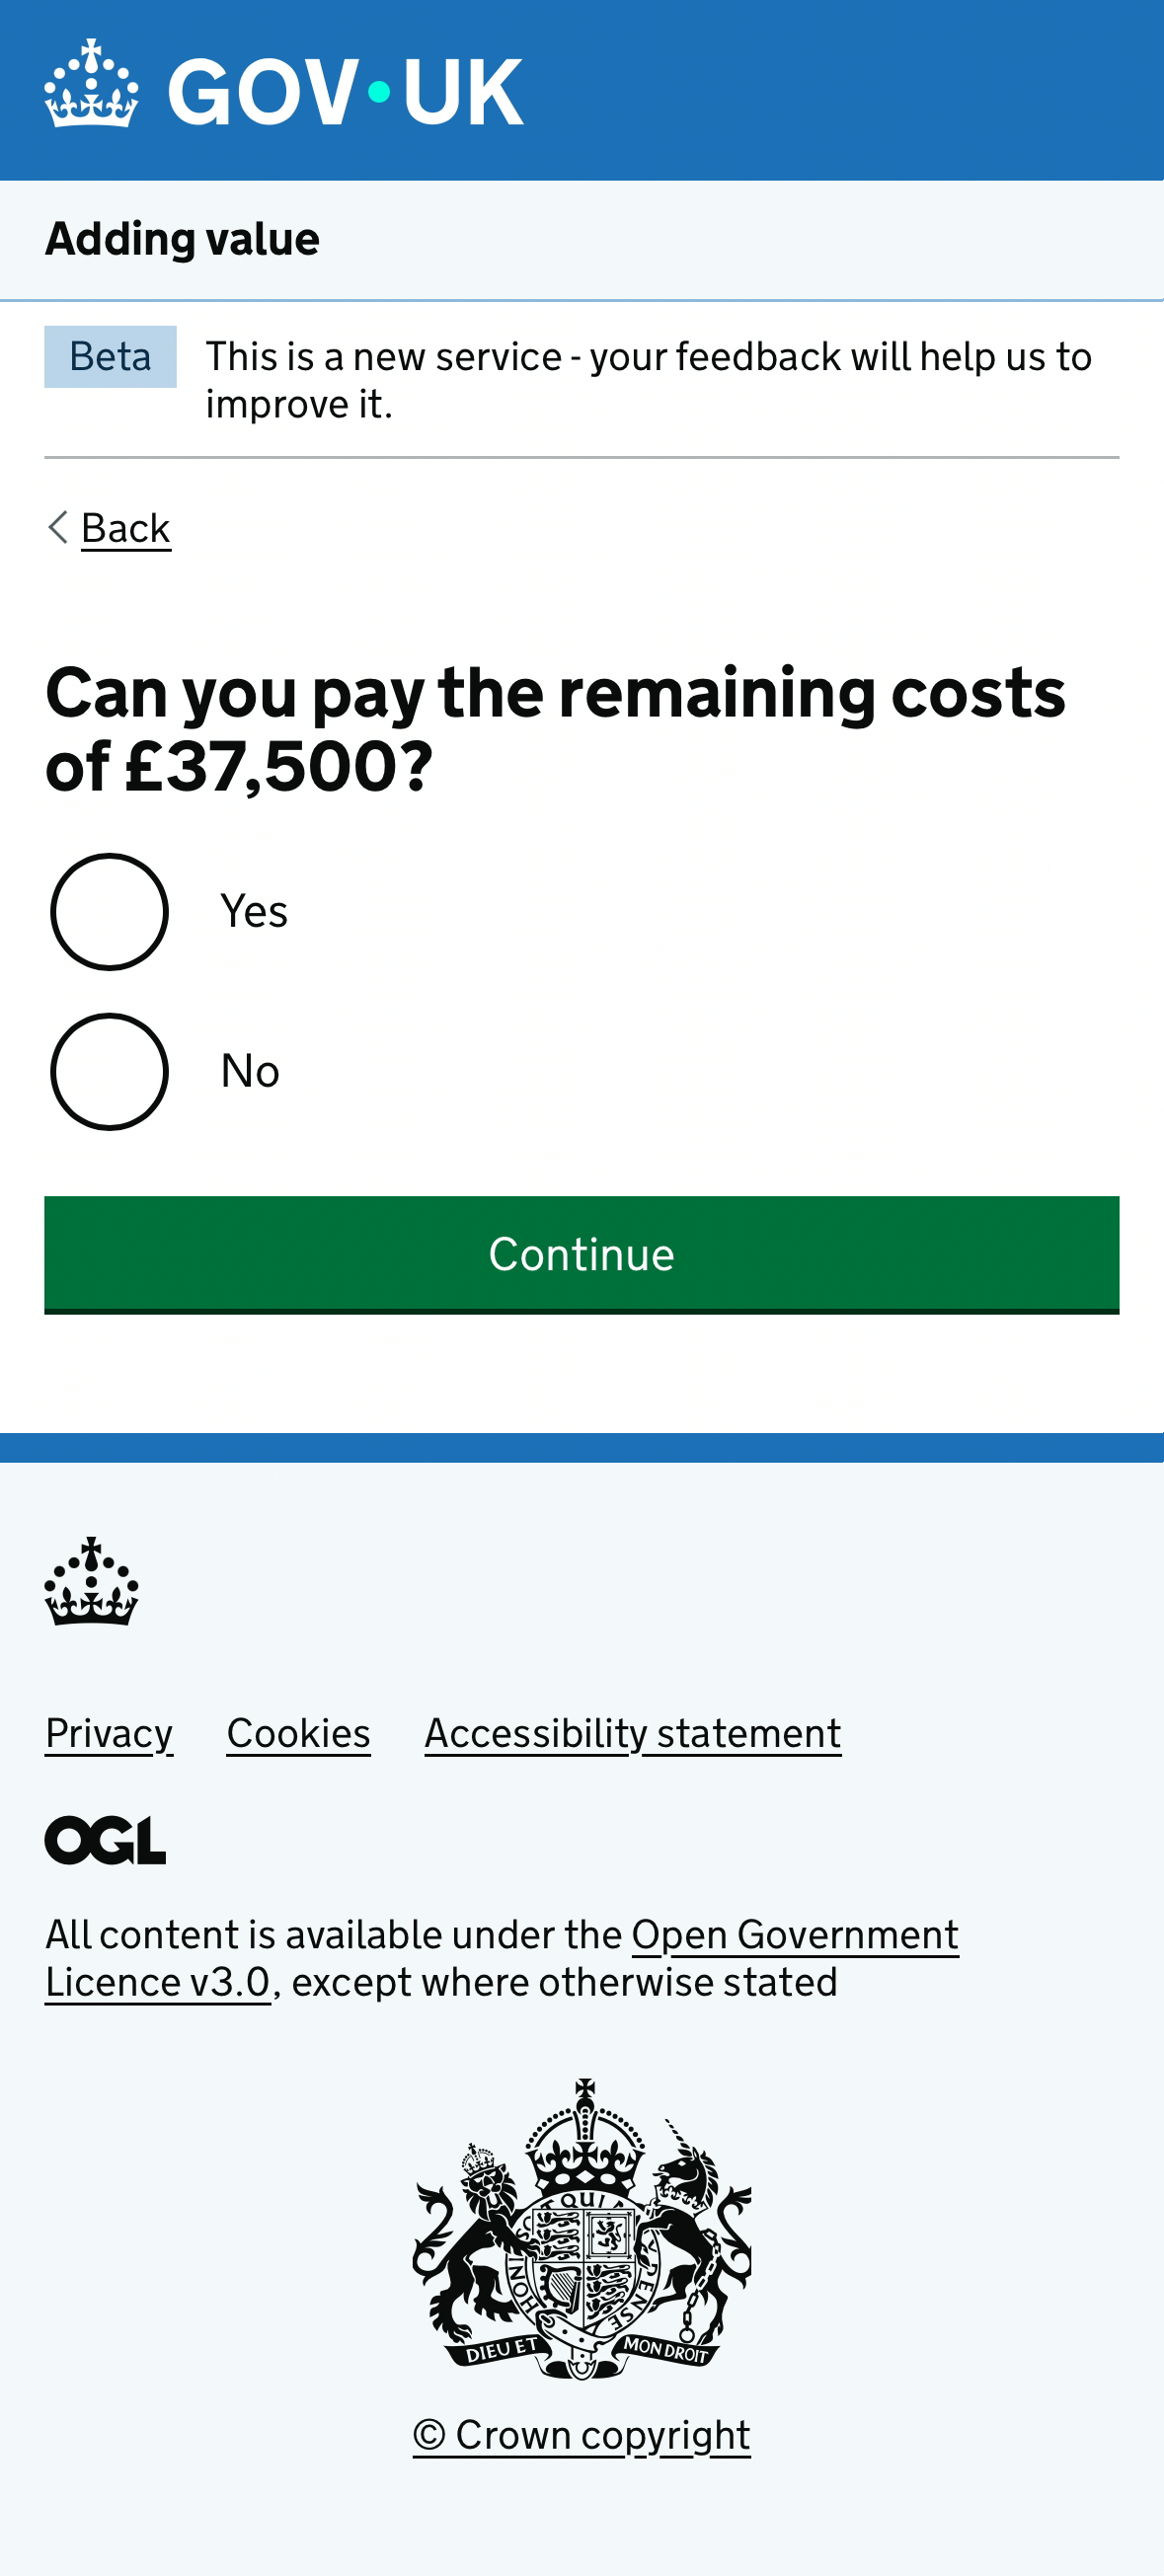 GOV·UK
Adding value
Beta
This is a new service - your feedback will help us to
improve it.
Back
Can you pay the remaining costs
of £37,500?
Yes
No
Continue
Privacy Cookies Accessibility statement
OGL
All content is available under the Open Government
Licence v3.0, except where otherwise stated
QUI
HONI
PENSE
DIEU ET MON DROIT
© Crown copyright